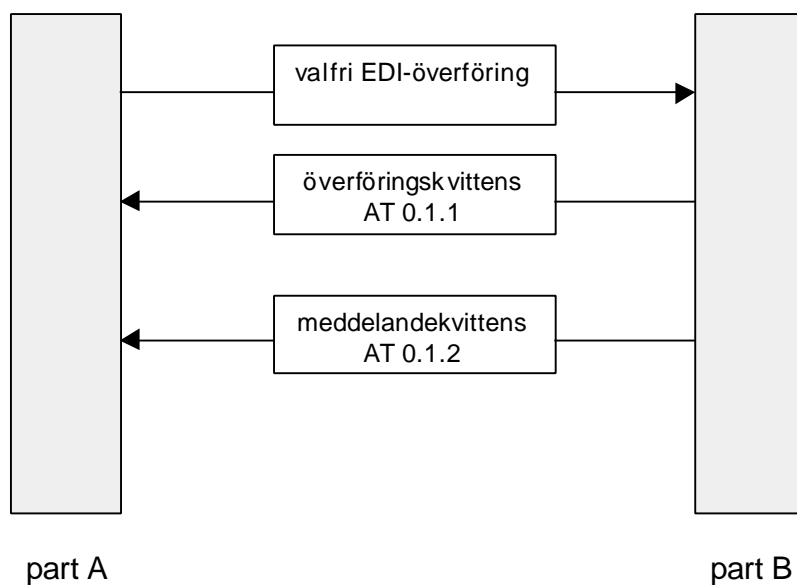 valfri EDI-överföring
överföringskvittens
AT 0.1.1
meddelandekvittens
AT 0.1.2
part A
part B